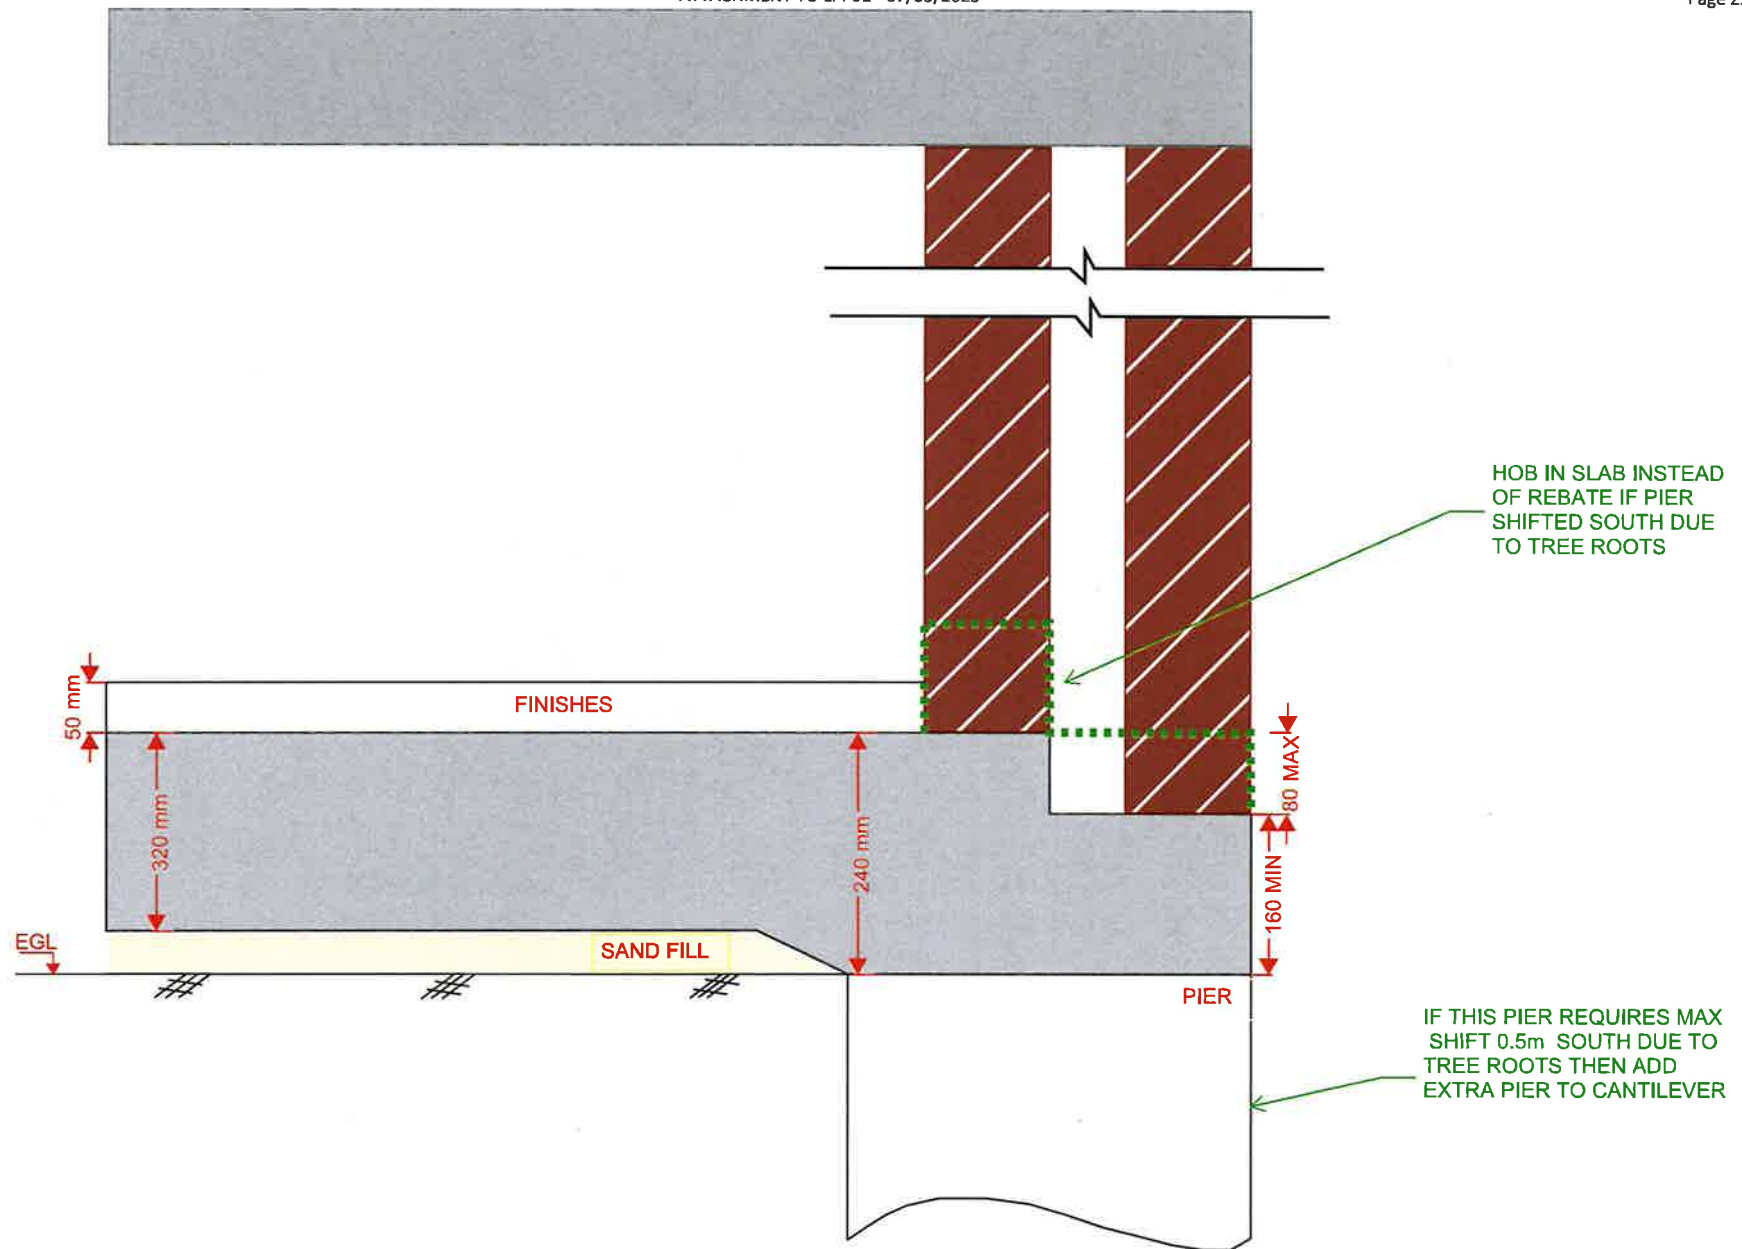 HOB IN SLAB INSTEAD
OF REBATE IF PIER
SHIFTED SOUTH DUE
TO TREE ROOTS
50 mm
FINISHES
80 MAX
320 mm
240 mm
160 MIN
EGL
SAND FILL
PIER
IF THIS PIER REQUIRES MAX
SHIFT 0.5m SOUTH DUE TO
TREE ROOTS THEN ADD
EXTRA PIER TO CANTILEVER